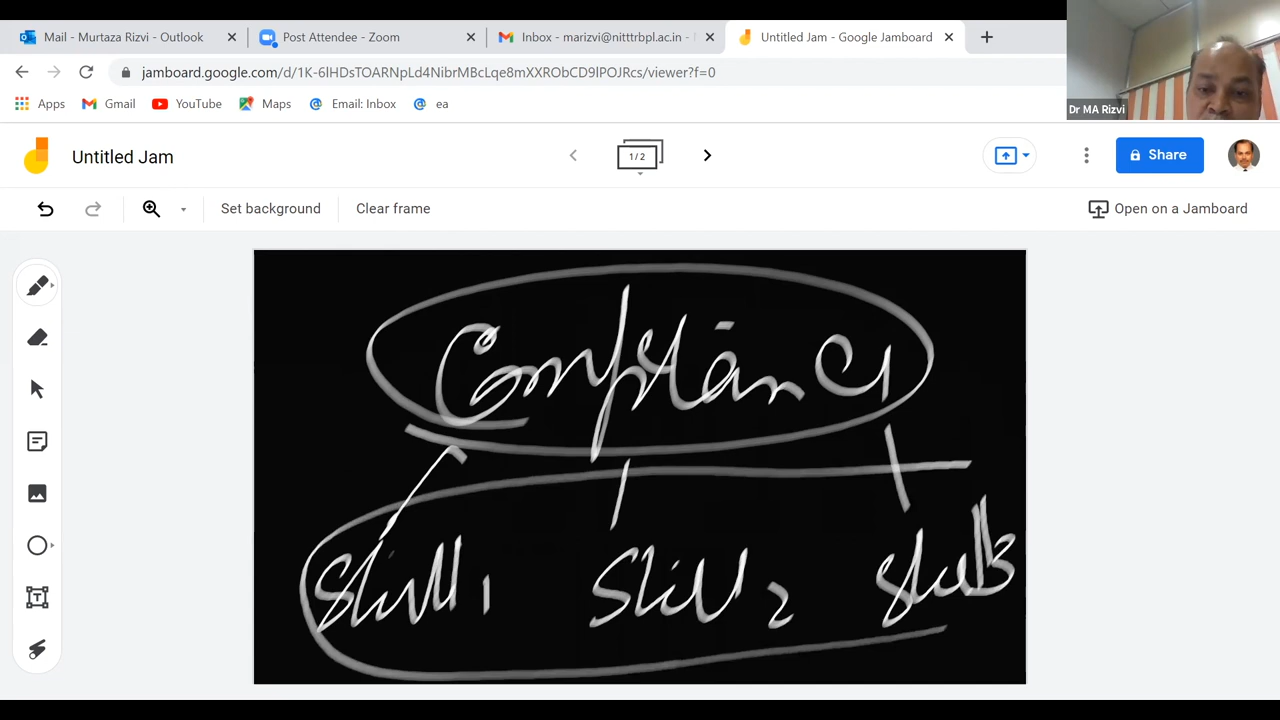 Mail - Murtaza Rizvi - Outlook
Post Attendee - Zoom
Inbox - marizvi@nitttrbpl.ac.in -
Untitled Jam - Google Jamboard
jamboard.google.com/d/1K-6lHDsTOARNpLd4NibrMBcLqe8mXXRObCD9lPOJRcs/viewer?f=0
Apps Gmail YouTube Maps Email: Inbox ea
Dr MA Rizvi
Untitled Jam
1/2
Share
Set background Clear frame
Open on a Jamboard
Skill 1 Skill 2 Skill 3